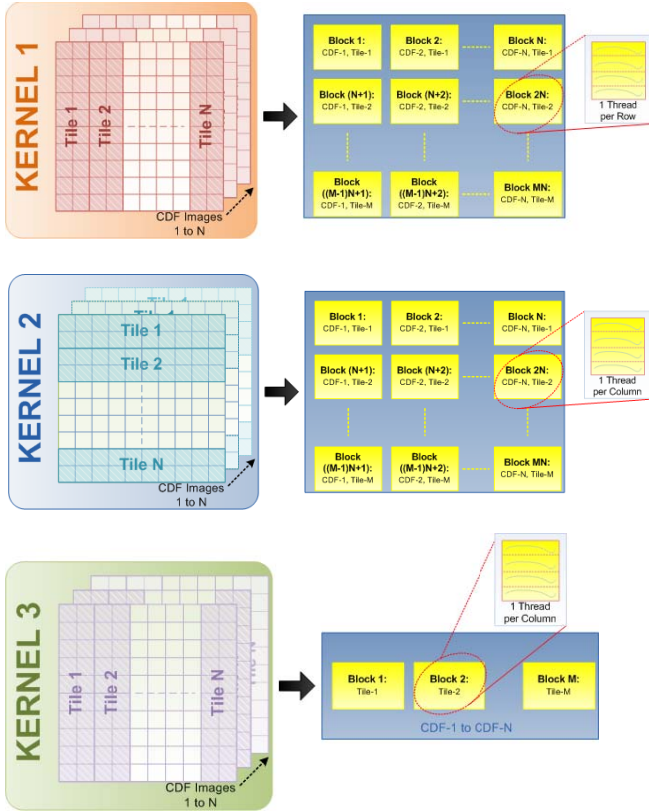 KERNEL 1
Tile 1
Tile 2
Tile N
CDF Images
1 to N
Block 1:
CDF-1, Tile-1
Block 2:
CDF-2, Tile-1
Block N:
CDF-N, Tile-1
Block (N+1):
CDF-1, Tile-2
Block (N+2):
CDF-2, Tile-2
Block 2N:
CDF-N, Tile-2
Block
((M-1)N+1):
CDF-1, Tile-M
Block
((M-1)N+2):
CDF-2, Tile-M
Block MN:
CDF-N, Tile-M
1 Thread
per Row
KERNEL 2
Tile 1
Tile 1
Tile 1
Tile 2
Tile N
CDF Images
1 to N
Block 1:
CDF-1, Tile-1
Block 2:
CDF-2, Tile-1
Block N:
CDF-N, Tile-1
Block (N+1):
CDF-1, Tile-2
Block (N+2):
CDF-2, Tile-2
Block 2N:
CDF-N, Tile-2
Block
((M-1)N+1):
CDF-1, Tile-M
Block
((M-1)N+2):
CDF-2, Tile-M
Block MN:
CDF-N, Tile-M
1 Thread
per Column
KERNEL 3
Tile 1
Tile 2
Tile N
Tile N
CDF Images
1 to N
1 Thread
per Column
Block 1:
Tile-1
Block 2:
Tile-2
Block M:
Tile-M
CDF-1 to CDF-N